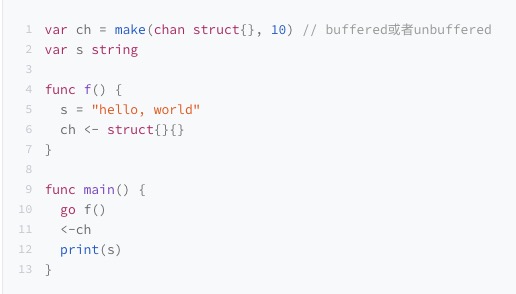 1 var ch = make(chan struct{}, 10) // buffered或者unbuffered
2 var s string
3
4 func f() {
5   s = "hello, world"
6   ch <- struct{}{}
7 }
8
9 func main() {
10   go f()
11   <-ch
12   print(s)
13 }